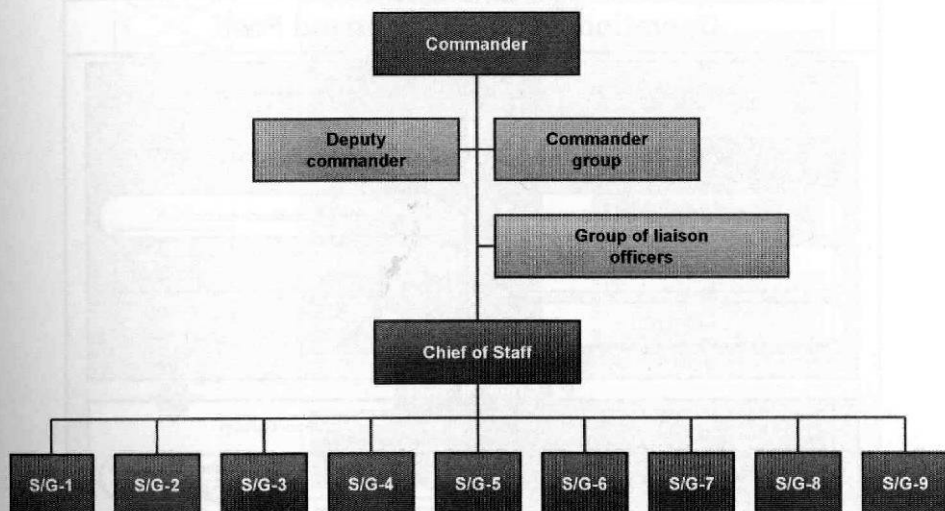 Commander
Deputy
commander
Commander
group
Group of liaison
officers
Chief of Staff
S/G-1
S/G-2
S/G-3
S/G-4
S/G-5
S/G-6
S/G-7
S/G-8
S/G-9